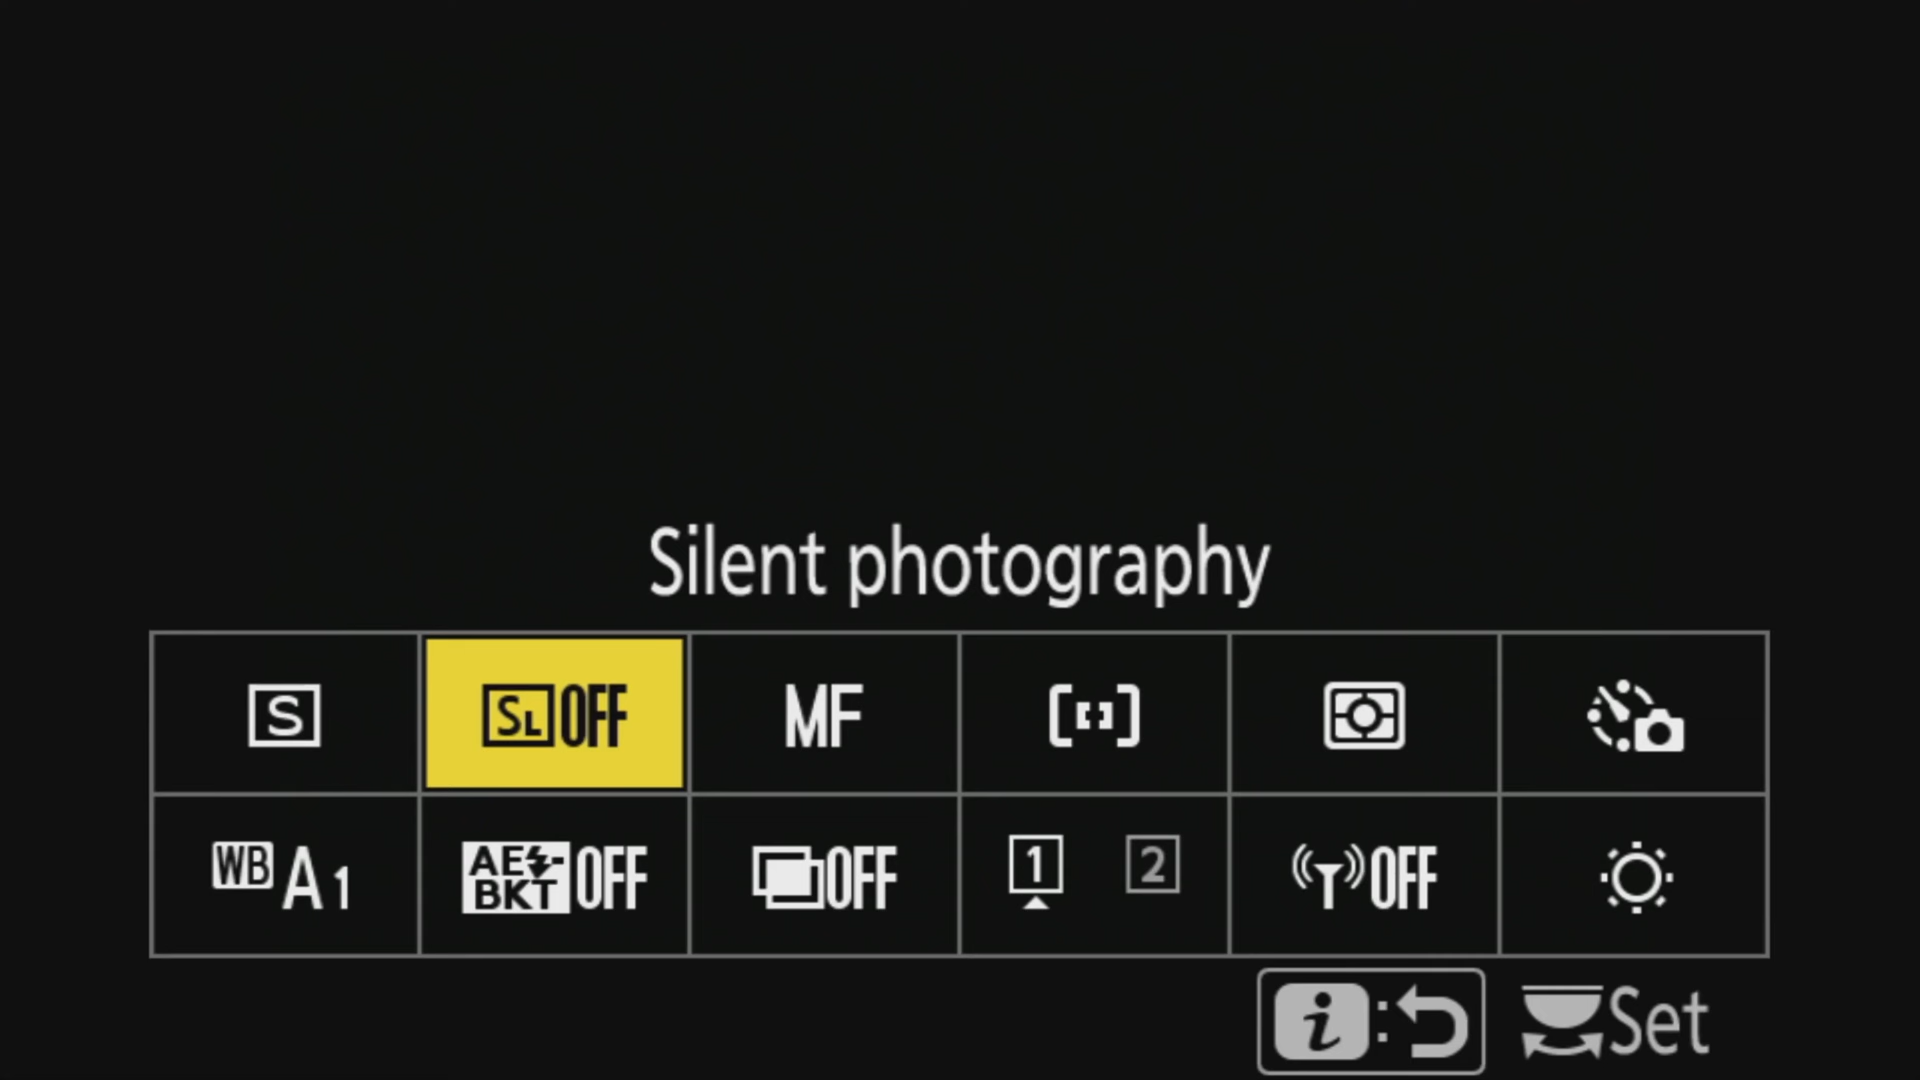 Silent photography
S SL OFF MF
WB A1 AE BKT OFF OFF 1 2 OFF
i : Set